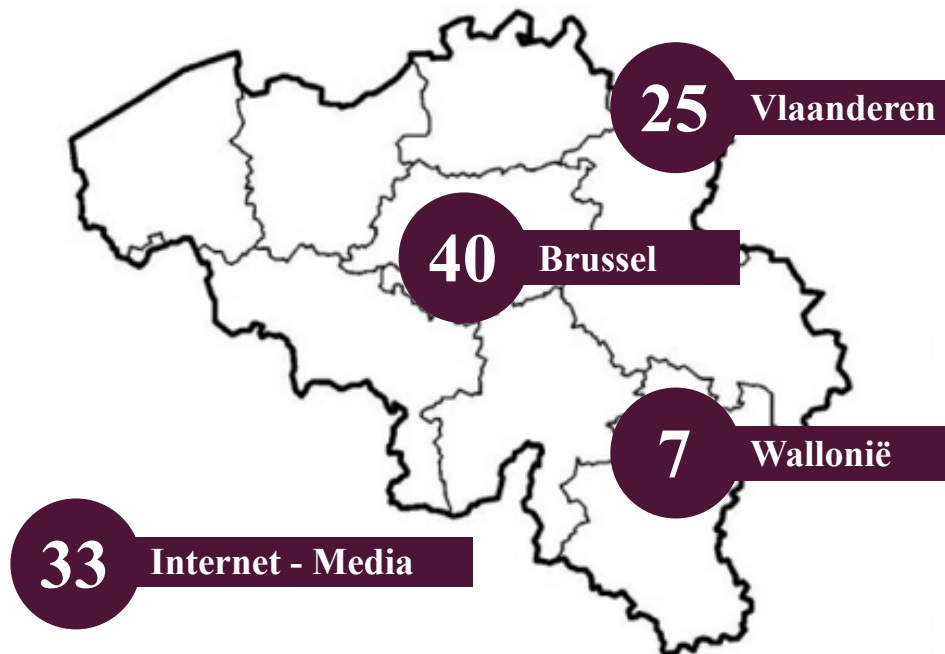 25 Vlaanderen
40 Brussel
7 Wallonië
33 Internet - Media